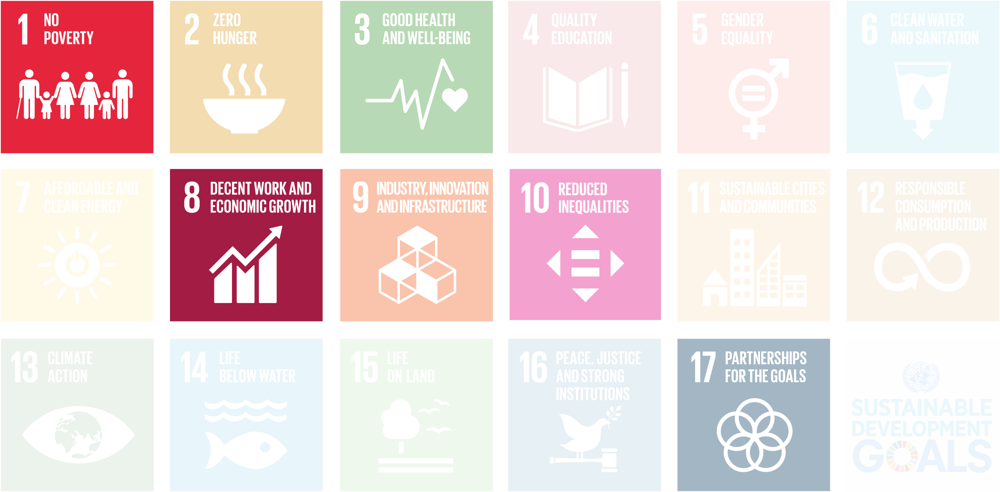 1 NO
POVERTY
2 ZERO
HUNGER
3 GOOD HEALTH
AND WELL-BEING
4 QUALITY
EDUCATION
5 GENDER
EQUALITY
6 CLEAN WATER
AND SANITATION
7 AFFORDABLE AND
CLEAN ENERGY
8 DECENT WORK AND
ECONOMIC GROWTH
9 INDUSTRY, INNOVATION
AND INFRASTRUCTURE
10 REDUCED
INEQUALITIES
11 SUSTAINABLE CITIES
AND COMMUNITIES
12 RESPONSIBLE
CONSUMPTION
AND PRODUCTION
13 CLIMATE
ACTION
14 LIFE
BELOW WATER
15 LIFE
ON LAND
16 PEACE, JUSTICE
AND STRONG
INSTITUTIONS
17 PARTNERSHIPS
FOR THE GOALS
SUSTAINABLE
DEVELOPMENT
GOALS